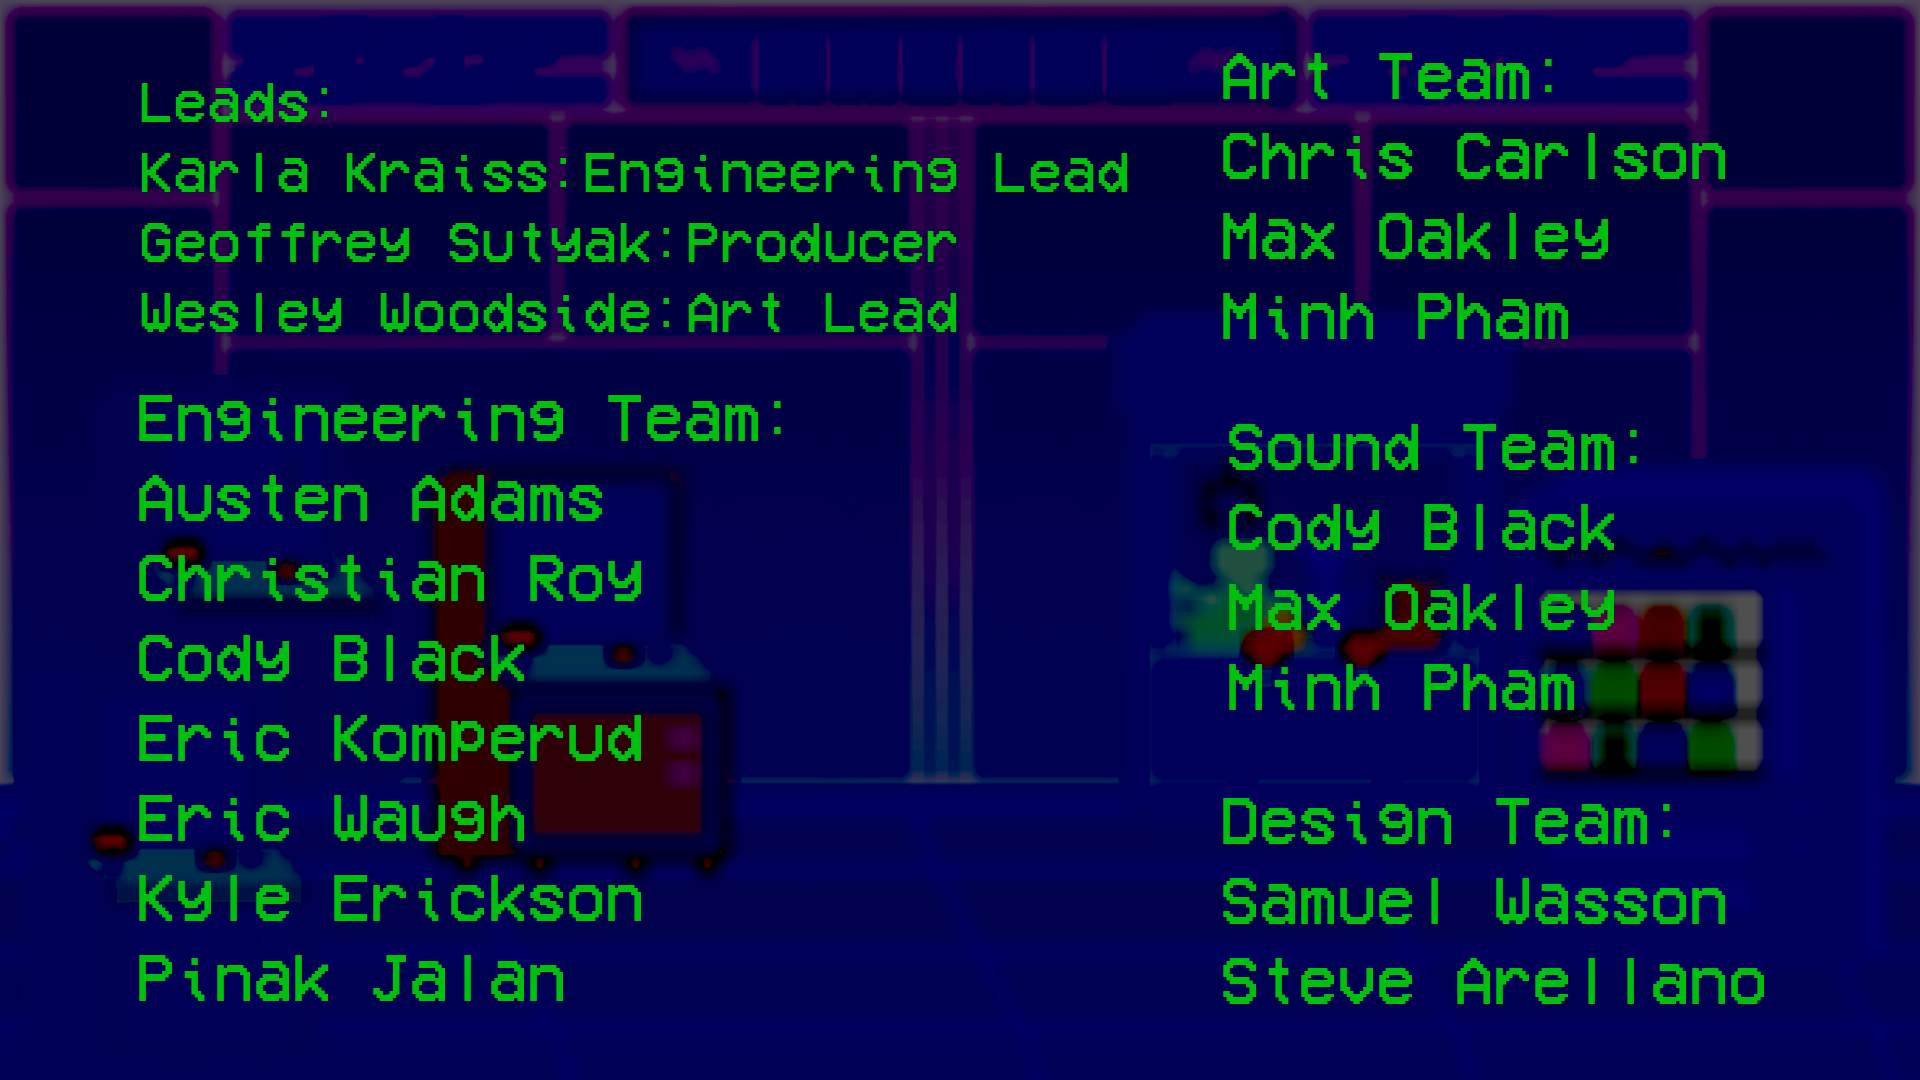 Leads:
Karla Kraiss:Engineering Lead
Geoffrey Sutyak:Producer
Wesley Woodside:Art Lead
Engineering Team:
Austen Adams
Christian Roy
Cody Black
Eric Komperud
Eric Waugh
Kyle Erickson
Pinak Jalan
Art Team:
Chris Carlson
Max Oakley
Minh Pham
Sound Team:
Cody Black
Max Oakley
Minh Pham
Design Team:
Samuel Wasson
Steve Arellano